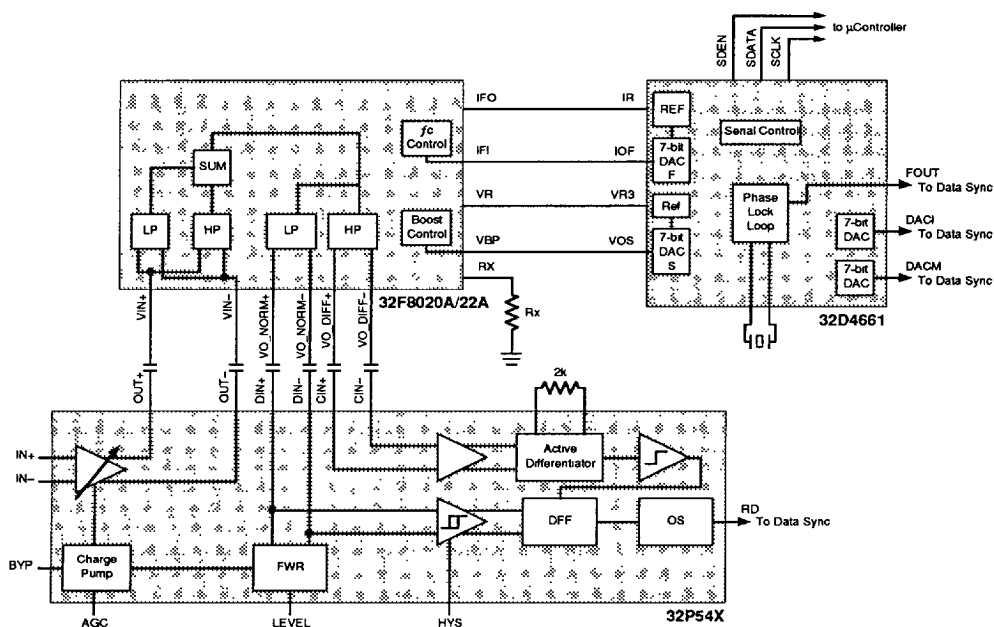 SDEN
SDATA
SCLK
to µController
IFO
IR
REF
Serial Control
fc
Control
SUM
IFI
IOF
7-bit
DAC
F
FOUT
To Data Sync
VR
VR3
Ref
Phase
Lock
Loop
LP
HP
LP
HP
Boost
Control
VBP
VOS
7-bit
DAC
S
7-bit
DAC
DACI
To Data Sync
7-bit
DAC
DACM
To Data Sync
RX
32F8020A/22A
Rx
32D4661
VIN+
VIN–
VO_NORM+
VO_NORM–
VO_DIFF+
VO_DIFF–
OUT+
OUT–
DIN+
DIN–
CIN+
CIN–
2k
IN+
IN–
Active
Differentiator
DFF
OS
RD
To Data Sync
BYP
Charge
Pump
FWR
AGC
LEVEL
HYS
32P54X